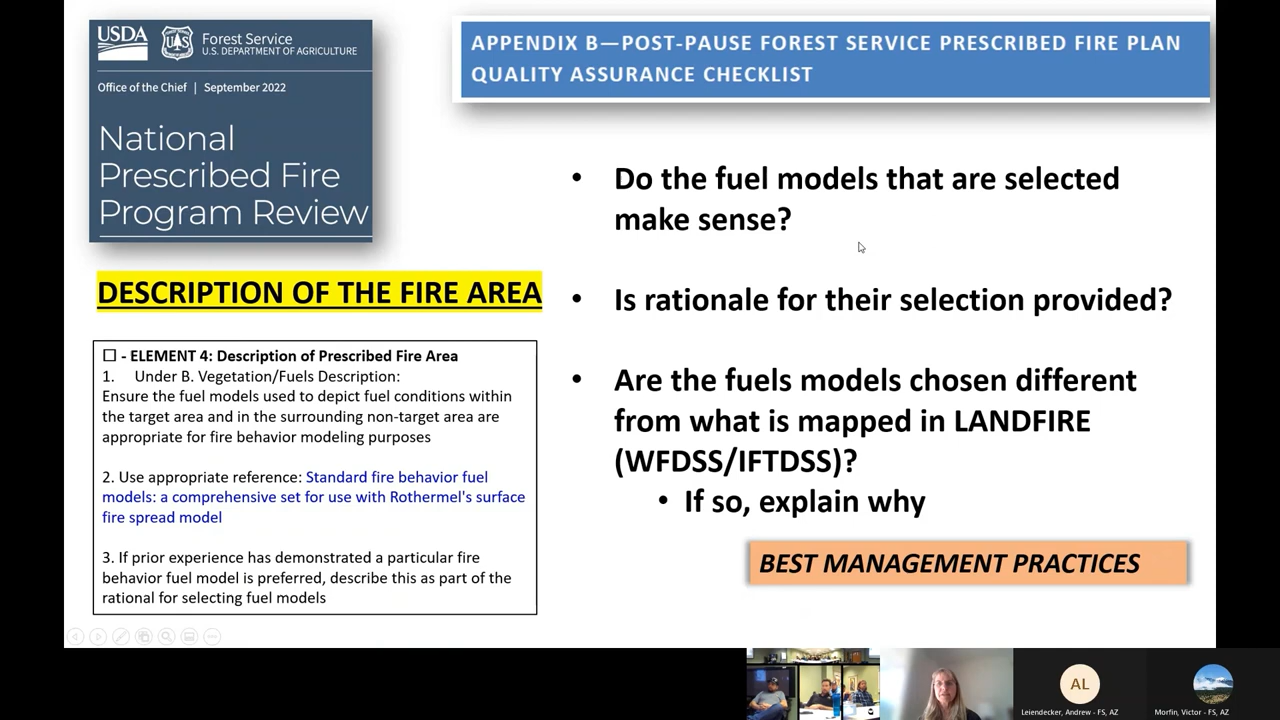 USDA
Forest Service
U.S. DEPARTMENT OF AGRICULTURE
Office of the Chief | September 2022
National
Prescribed Fire
Program Review
APPENDIX B—POST-PAUSE FOREST SERVICE PRESCRIBED FIRE PLAN
QUALITY ASSURANCE CHECKLIST
DESCRIPTION OF THE FIRE AREA
☐ - ELEMENT 4: Description of Prescribed Fire Area
1. Under B. Vegetation/Fuels Description:
Ensure the fuel models used to depict fuel conditions within
the target area and in the surrounding non-target area are
appropriate for fire behavior modeling purposes
2. Use appropriate reference: Standard fire behavior fuel
models: a comprehensive set for use with Rothermel's surface
fire spread model
3. If prior experience has demonstrated a particular fire
behavior fuel model is preferred, describe this as part of the
rational for selecting fuel models
• Do the fuel models that are selected
make sense?
• Is rationale for their selection provided?
• Are the fuels models chosen different
from what is mapped in LANDFIRE
(WFDSS/IFTDSS)?
• If so, explain why
BEST MANAGEMENT PRACTICES
AL
Leiendecker, Andrew - FS, AZ
Morfin, Victor - FS, AZ